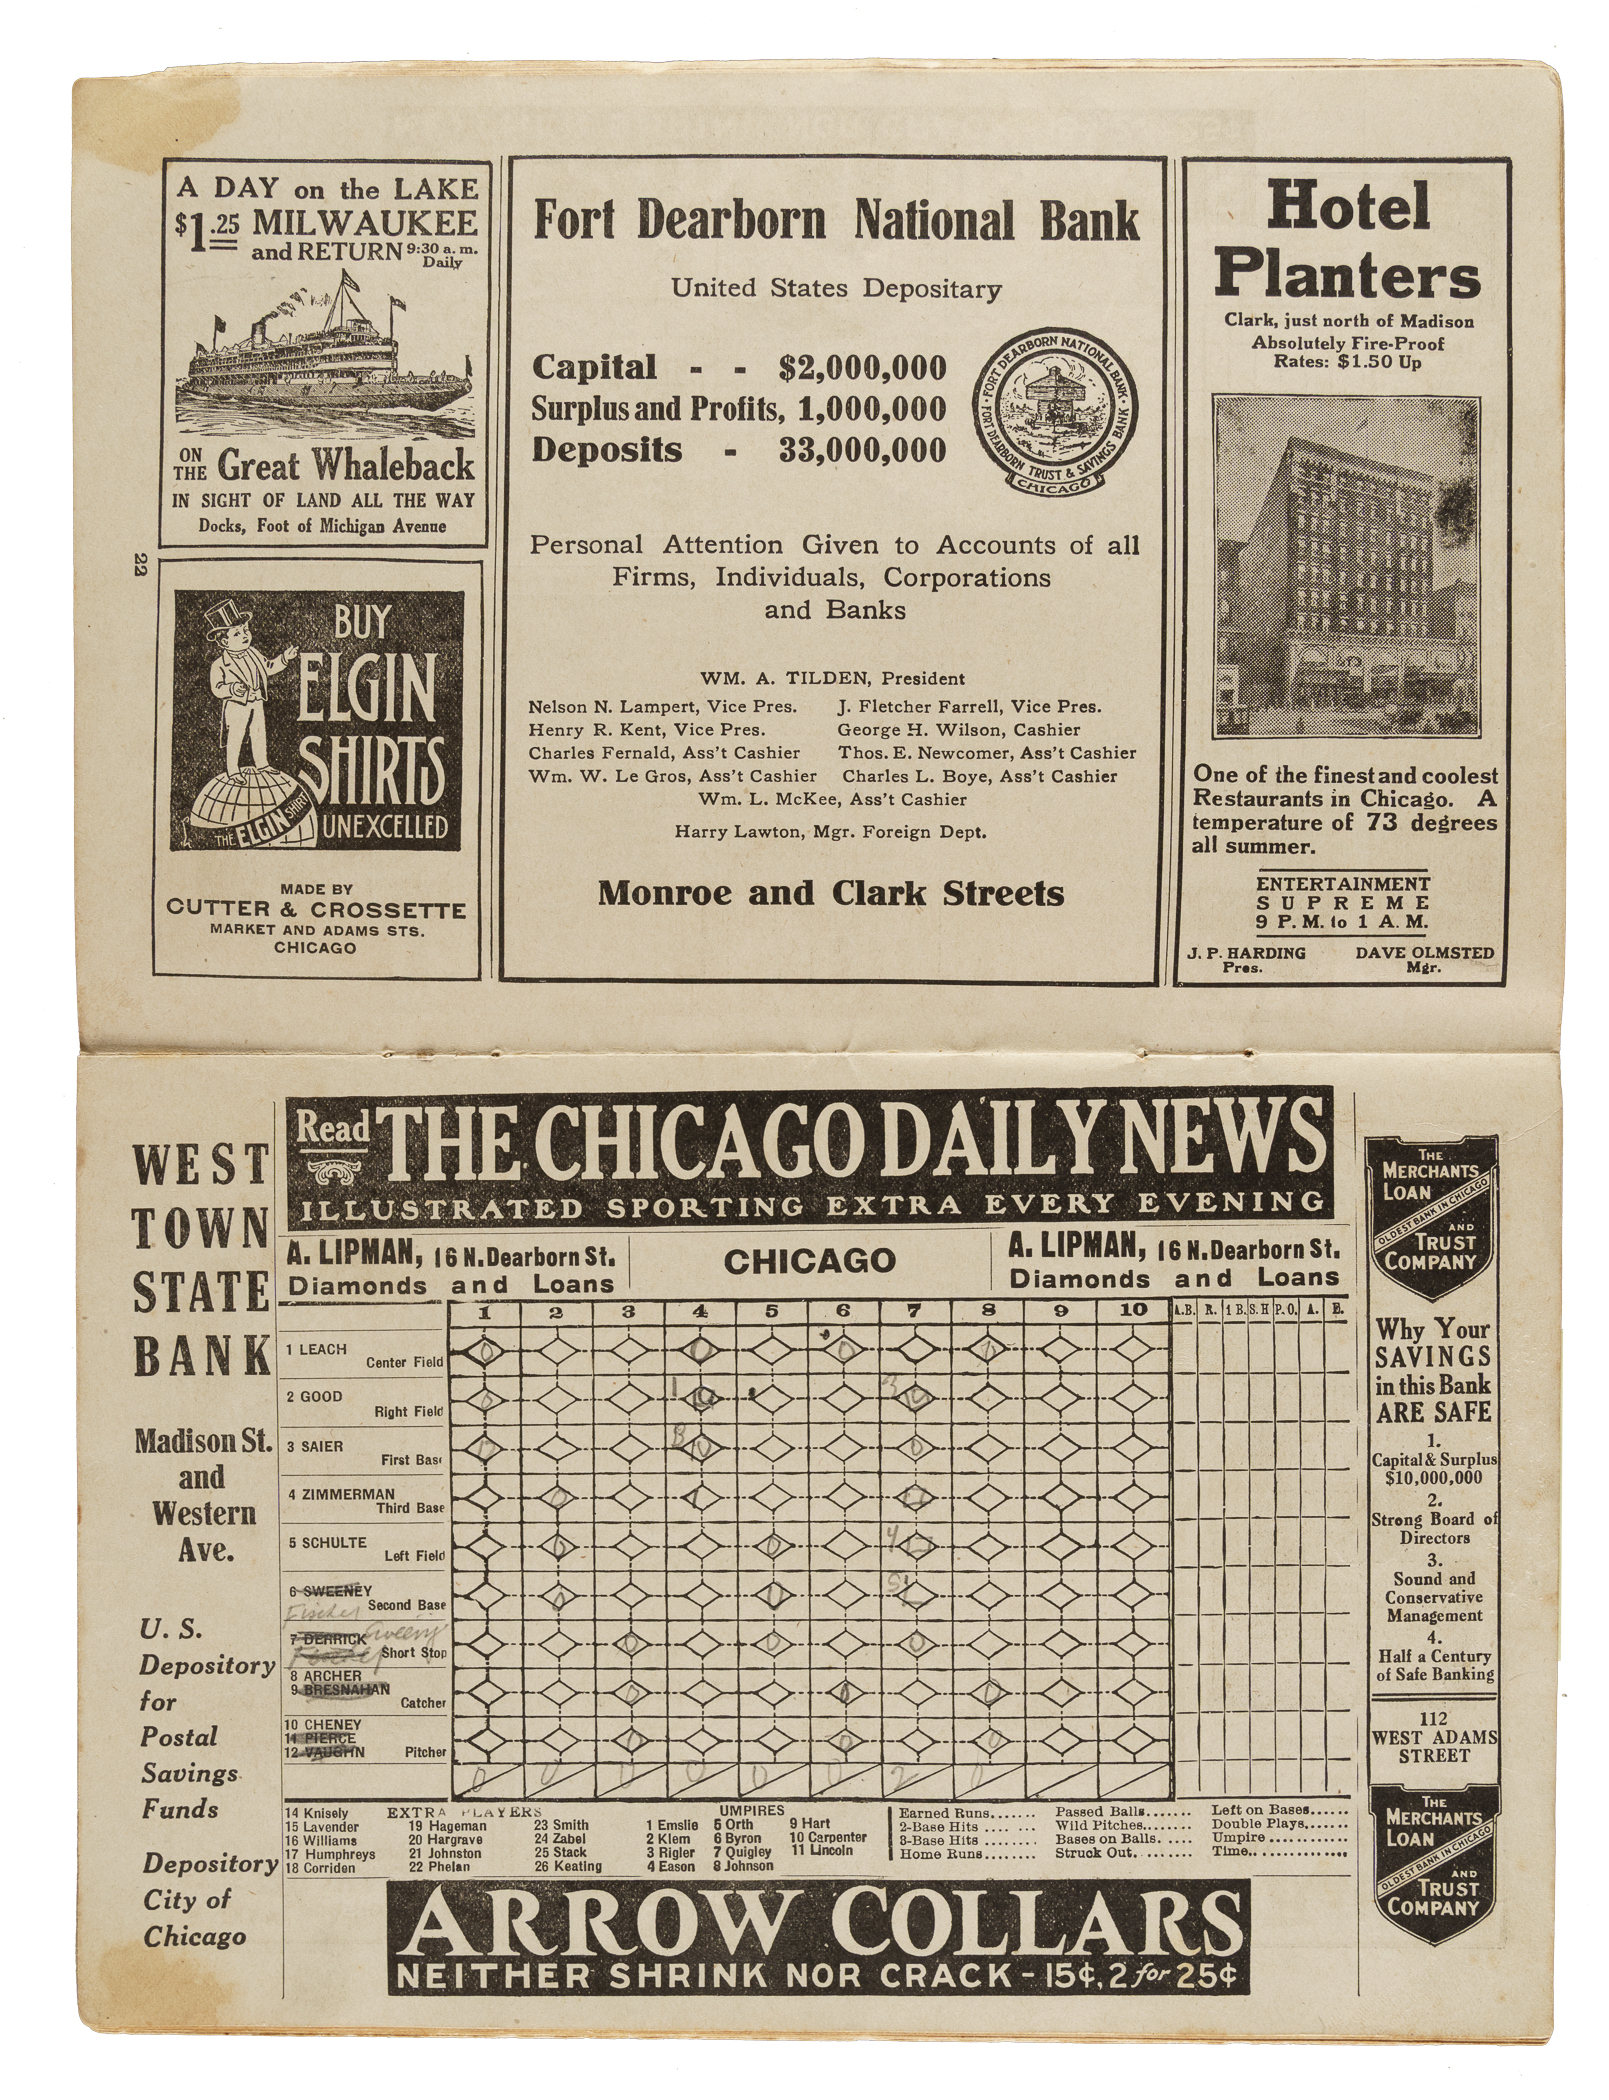 A DAY on the LAKE
$1.25 MILWAUKEE
and RETURN 9:30 a. m. Daily
ON THE Great Whaleback
IN SIGHT OF LAND ALL THE WAY
Docks, Foot of Michigan Avenue
22
BUY
ELGIN
SHIRTS
UNEXCELLED
THE ELGIN SHIRT
MADE BY
CUTTER & CROSSETTE
MARKET AND ADAMS STS.
CHICAGO
Fort Dearborn National Bank
United States Depositary
Capital - - $2,000,000
Surplus and Profits, 1,000,000
Deposits - 33,000,000
FORT DEARBORN NATIONAL BANK
FORT DEARBORN TRUST & SAVINGS BANK
CHICAGO
Personal Attention Given to Accounts of all
Firms, Individuals, Corporations
and Banks
WM. A. TILDEN, President
Nelson N. Lampert, Vice Pres. J. Fletcher Farrell, Vice Pres.
Henry R. Kent, Vice Pres. George H. Wilson, Cashier
Charles Fernald, Ass't Cashier Thos. E. Newcomer, Ass't Cashier
Wm. W. Le Gros, Ass't Cashier Charles L. Boye, Ass't Cashier
Wm. L. McKee, Ass't Cashier
Harry Lawton, Mgr. Foreign Dept.
Monroe and Clark Streets
Hotel
Planters
Clark, just north of Madison
Absolutely Fire-Proof
Rates: $1.50 Up
One of the finest and coolest
Restaurants in Chicago. A
temperature of 73 degrees
all summer.
ENTERTAINMENT
SUPREME
9 P. M. to 1 A. M.
J. P. HARDING DAVE OLMSTED
Pres. Mgr.
WEST
TOWN
STATE
BANK
Madison St.
and
Western
Ave.
U. S.
Depository
for
Postal
Savings
Funds
Depository
City of
Chicago
Read THE CHICAGO DAILY NEWS
ILLUSTRATED SPORTING EXTRA EVERY EVENING
A. LIPMAN, 16 N. Dearborn St.
Diamonds and Loans
CHICAGO
A. LIPMAN, 16 N. Dearborn St.
Diamonds and Loans
1 2 3 4 5 6 7 8 9 10 A.B. R. 1 B. S. H P. O. A. E.
1 LEACH
Center Field
2 GOOD
Right Field
3 SAIER
First Base
4 ZIMMERMAN
Third Base
5 SCHULTE
Left Field
6 SWEENEY
Second Base
Fischer
7 DERRICK Sweeny
Short Stop
8 ARCHER
9 BRESNAHAN
Catcher
10 CHENEY
11 PIERCE
12 VAUGHN Pitcher
0 0 0 0 0 0 2 0
EXTRA PLAYERS
14 Knisely
15 Lavender
16 Williams
17 Humphreys
18 Corriden
19 Hageman
20 Hargrave
21 Johnston
22 Phelan
23 Smith
24 Zabel
25 Stack
26 Keating
UMPIRES
1 Emslie
2 Klem
3 Rigler
4 Eason
5 Orth
6 Byron
7 Quigley
8 Johnson
9 Hart
10 Carpenter
11 Lincoln
Earned Runs.......
2-Base Hits .... ...
3-Base Hits ........
Home Runs........
Passed Balls.......
Wild Pitches.......
Bases on Balls. ....
Struck Out.........
Left on Bases......
Double Plays.......
Umpire ............
Time...............
ARROW COLLARS
NEITHER SHRINK NOR CRACK - 15¢, 2 for 25¢
THE
MERCHANTS
LOAN
OLDEST BANK IN CHICAGO
AND
TRUST
COMPANY
Why Your
SAVINGS
in this Bank
ARE SAFE
1.
Capital & Surplus
$10,000,000
2.
Strong Board of
Directors
3.
Sound and
Conservative
Management
4.
Half a Century
of Safe Banking
112
WEST ADAMS
STREET
THE
MERCHANTS
LOAN
OLDEST BANK IN CHICAGO
AND
TRUST
COMPANY